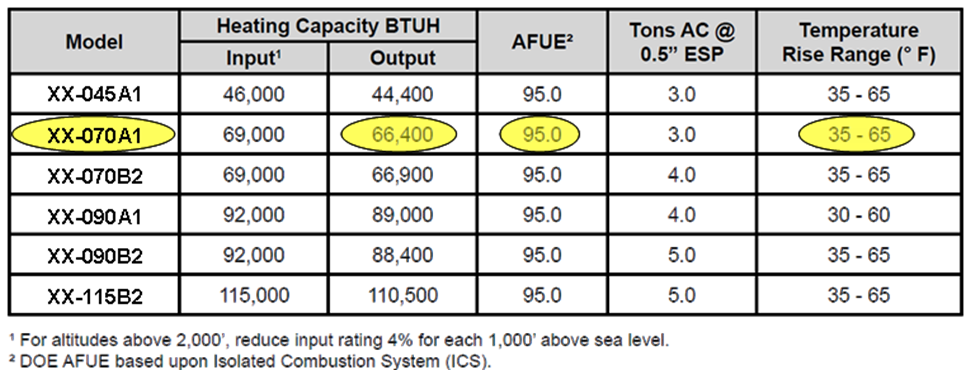 Model Heating Capacity BTUH AFUE² Tons AC @ 0.5” ESP Temperature Rise Range (° F)
Input¹ Output
XX-045A1 46,000 44,400 95.0 3.0 35 - 65
XX-070A1 69,000 66,400 95.0 3.0 35 - 65
XX-070B2 69,000 66,900 95.0 4.0 35 - 65
XX-090A1 92,000 89,000 95.0 4.0 30 - 60
XX-090B2 92,000 88,400 95.0 5.0 35 - 65
XX-115B2 115,000 110,500 95.0 5.0 35 - 65
¹ For altitudes above 2,000’, reduce input rating 4% for each 1,000’ above sea level.
² DOE AFUE based upon Isolated Combustion System (ICS).